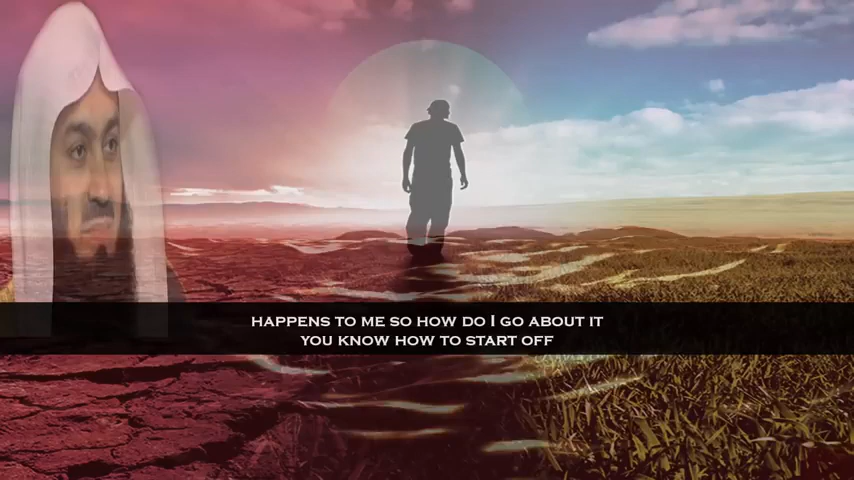 HAPPENS TO ME SO HOW DO I GO ABOUT IT
YOU KNOW HOW TO START OFF